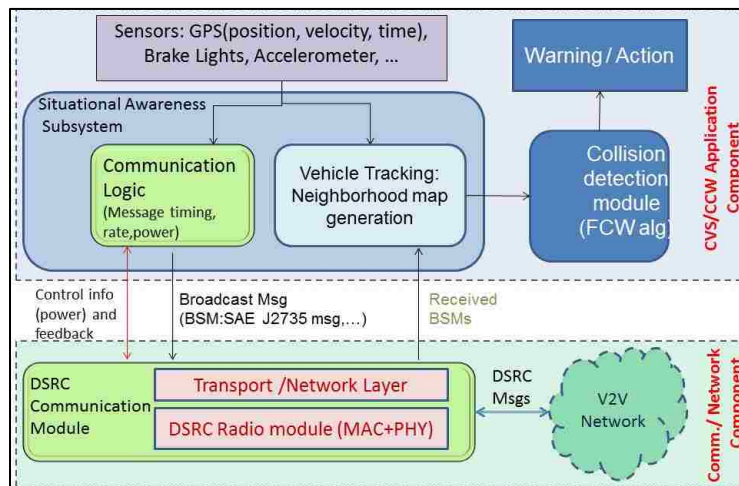 Sensors: GPS(position, velocity, time),
Brake Lights, Accelerometer, ...
Warning / Action
Situational Awareness
Subsystem
Communication
Logic
(Message timing,
rate,power)
Vehicle Tracking:
Neighborhood map
generation
Collision
detection
module
(FCW alg)
CVS/CCW Application
Component
Control info
(power) and
feedback
Broadcast Msg
(BSM:SAE J2735 msg,...)
Received
BSMs
DSRC
Communication
Module
Transport /Network Layer
DSRC Radio module (MAC+PHY)
DSRC
Msgs
V2V
Network
Comm./ Network
Component